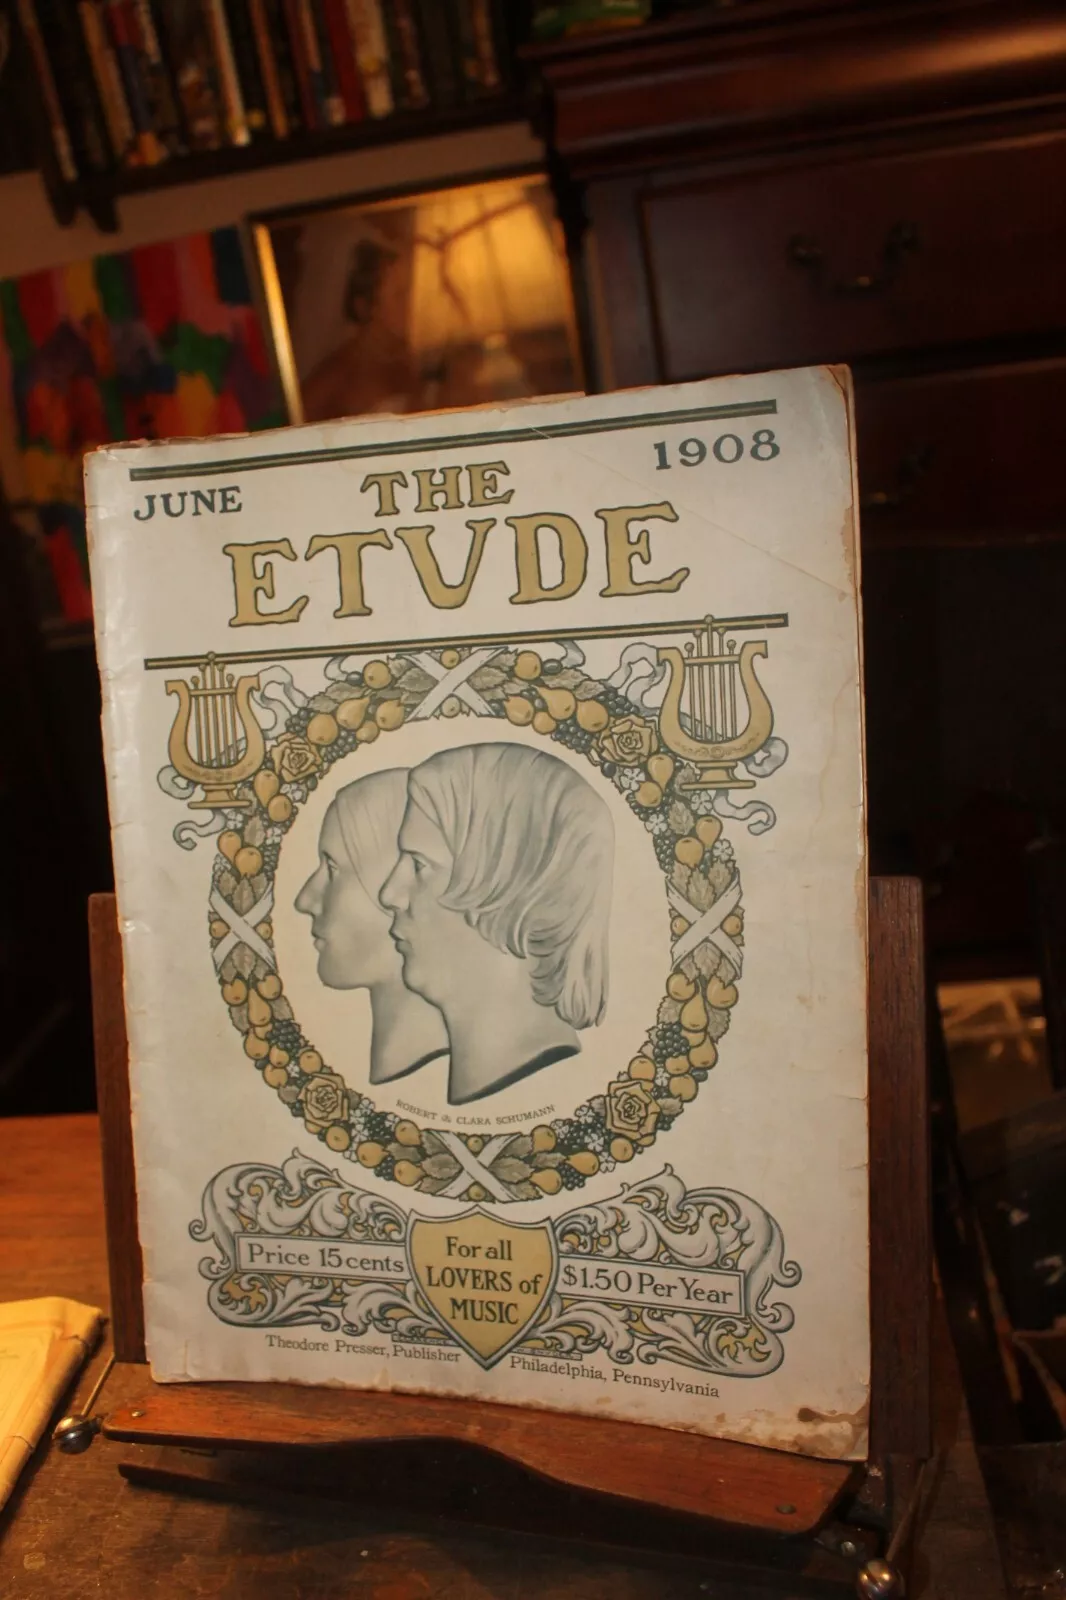 JUNE
1908
THE
ETVDE
ROBERT & CLARA SCHUMANN
Price 15 cents
For all
LOVERS of
MUSIC
$1.50 Per Year
Theodore Presser, Publisher
Philadelphia, Pennsylvania